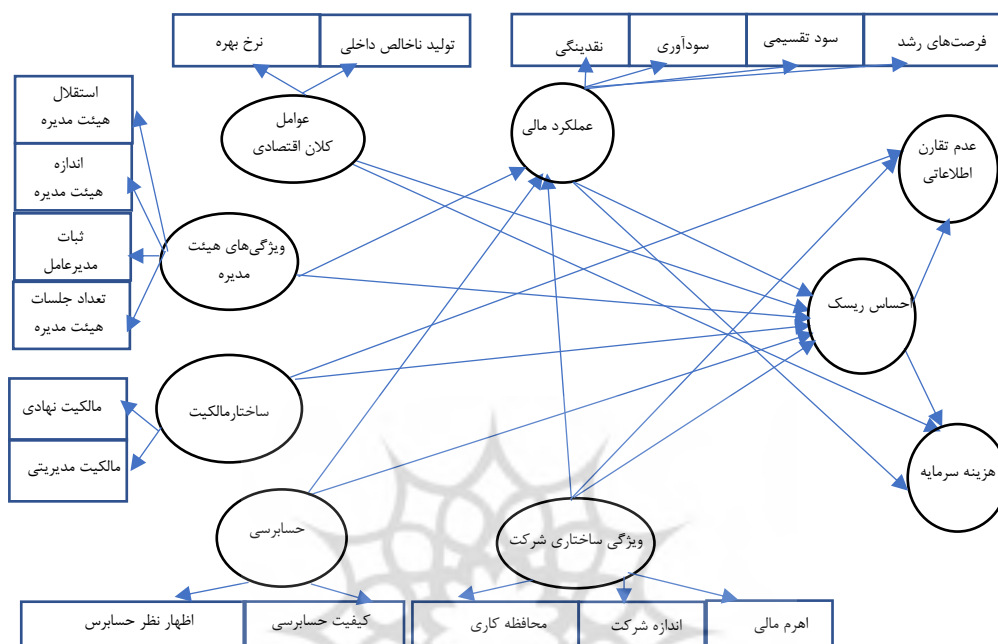 فرصت‌های رشد
سود تقسیمی
سودآوری
نقدینگی
تولید ناخالص داخلی
نرخ بهره
استقلال
هیئت مدیره
اندازه
هیئت مدیره
ثبات
مدیرعامل
تعداد جلسات
هیئت مدیره
عوامل
کلان اقتصادی
عملکرد مالی
عدم تقارن
اطلاعاتی
ویژگی‌های هیئت
مدیره
احساس ریسک
ساختارمالکیت
مالکیت نهادی
مالکیت مدیریتی
هزینه سرمایه
حسابرسی
ویژگی ساختاری شرکت
اهرم مالی
اندازه شرکت
محافظه کاری
کیفیت حسابرسی
اظهار نظر حسابرس